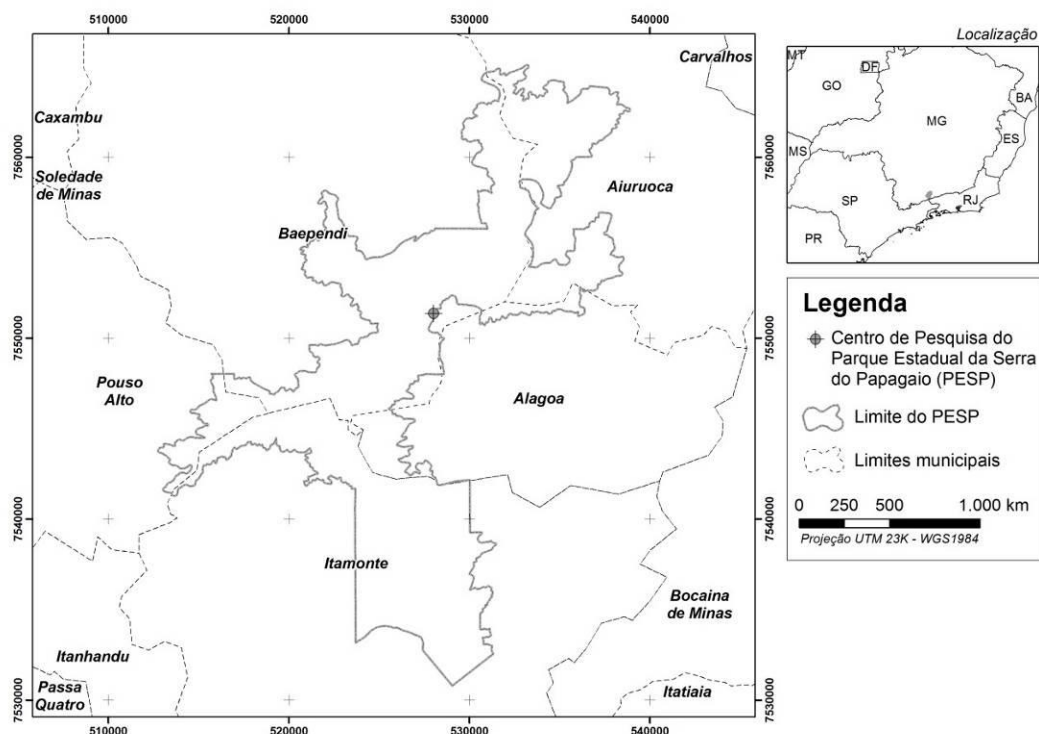 510000
520000
530000
540000
Localização
Carvalhos
MT
DF
GO
BA
Caxambu
MG
ES
7560000
7560000
MS
Soledade
de Minas
Aiuruoca
SP
RJ
Baependi
PR
Legenda
Centro de Pesquisa do
Parque Estadual da Serra
do Papagaio (PESP)
7550000
7550000
Pouso
Alto
Alagoa
Limite do PESP
Limites municipais
0 250 500 1.000 km
Projeção UTM 23K - WGS1984
7540000
7540000
Itamonte
Bocaina
de Minas
Itanhandu
Passa
Quatro
Itatiaia
7530000
7530000
510000
520000
530000
540000